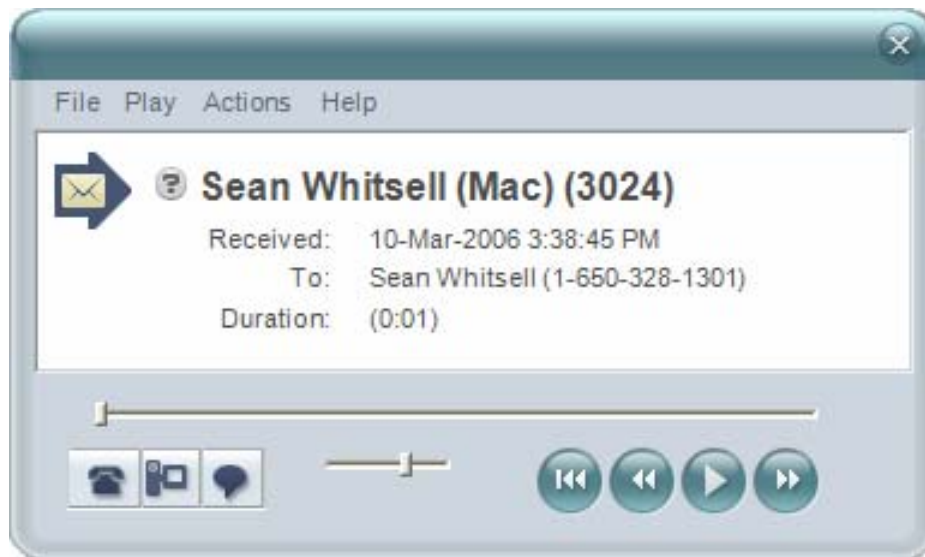 File Play Actions Help
? Sean Whitsell (Mac) (3024)
Received: 10-Mar-2006 3:38:45 PM
To: Sean Whitsell (1-650-328-1301)
Duration: (0:01)